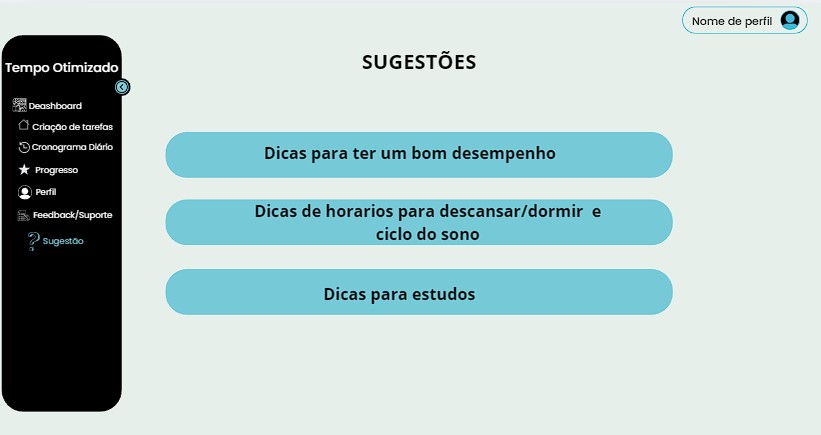 Nome de perfil
Tempo Otimizado
Deashboard
Criação de tarefas
Cronograma Diário
Progresso
Perfil
Feedback/Suporte
Sugestão
SUGESTÕES
Dicas para ter um bom desempenho
Dicas de horarios para descansar/dormir e
ciclo do sono
Dicas para estudos